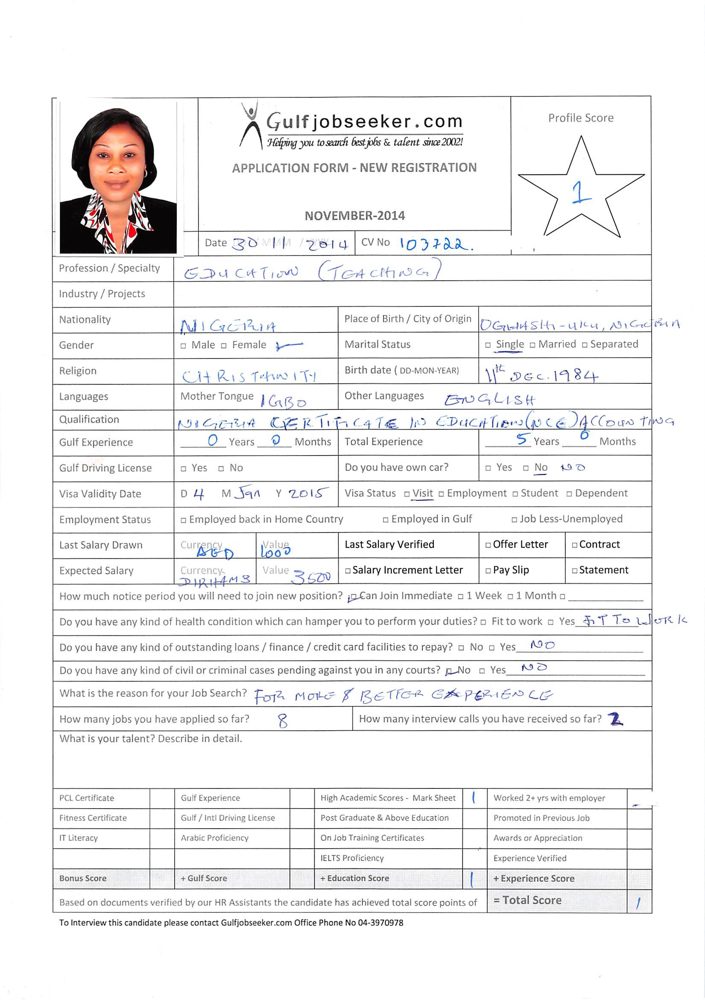 Gulfjobseeker.com
Helping you to search best jobs & talent since 2002!
APPLICATION FORM - NEW REGISTRATION
NOVEMBER-2014
Profile Score
1
Date 30 11 2014 CV No 103722.
Profession / Specialty EDUCATION (TEACHING)
Industry / Projects
Nationality NIGERIA Place of Birth / City of Origin OGWASHI-UKU, NIGERIA
Gender □ Male □ Female ✓ Marital Status □ Single □ Married □ Separated
Religion CHRISTIANITY Birth date ( DD-MON-YEAR) 11th DEC. 1984
Languages Mother Tongue IGBO Other Languages ENGLISH
Qualification NIGERIA CERTIFICATE IN EDUCATION (NCE) ACCOUNTING
Gulf Experience 0 Years 0 Months Total Experience 5 Years 6 Months
Gulf Driving License □ Yes □ No Do you have own car? □ Yes □ No NO
Visa Validity Date D 4 M Jan Y 2015 Visa Status □ Visit □ Employment □ Student □ Dependent
Employment Status □ Employed back in Home Country □ Employed in Gulf □ Job Less-Unemployed
Last Salary Drawn Currency AED Value 1000 Last Salary Verified □ Offer Letter □ Contract
Expected Salary Currency DIRHAMS Value 3500 □ Salary Increment Letter □ Pay Slip □ Statement
How much notice period you will need to join new position? □ Can Join Immediate □ 1 Week □ 1 Month □
Do you have any kind of health condition which can hamper you to perform your duties? □ Fit to work □ Yes FIT TO WORK
Do you have any kind of outstanding loans / finance / credit card facilities to repay? □ No □ Yes NO
Do you have any kind of civil or criminal cases pending against you in any courts? □ No □ Yes NO
What is the reason for your Job Search? FOR MORE & BETTER EXPERIENCE
How many jobs you have applied so far? 8 How many interview calls you have received so far? 2
What is your talent? Describe in detail.
PCL Certificate Gulf Experience High Academic Scores - Mark Sheet 1 Worked 2+ yrs with employer -
Fitness Certificate Gulf / Intl Driving License Post Graduate & Above Education Promoted in Previous Job
IT Literacy Arabic Proficiency On Job Training Certificates Awards or Appreciation
IELTS Proficiency Experience Verified
Bonus Score + Gulf Score + Education Score 1 + Experience Score
Based on documents verified by our HR Assistants the candidate has achieved total score points of = Total Score 1
To Interview this candidate please contact Gulfjobseeker.com Office Phone No 04-3970978